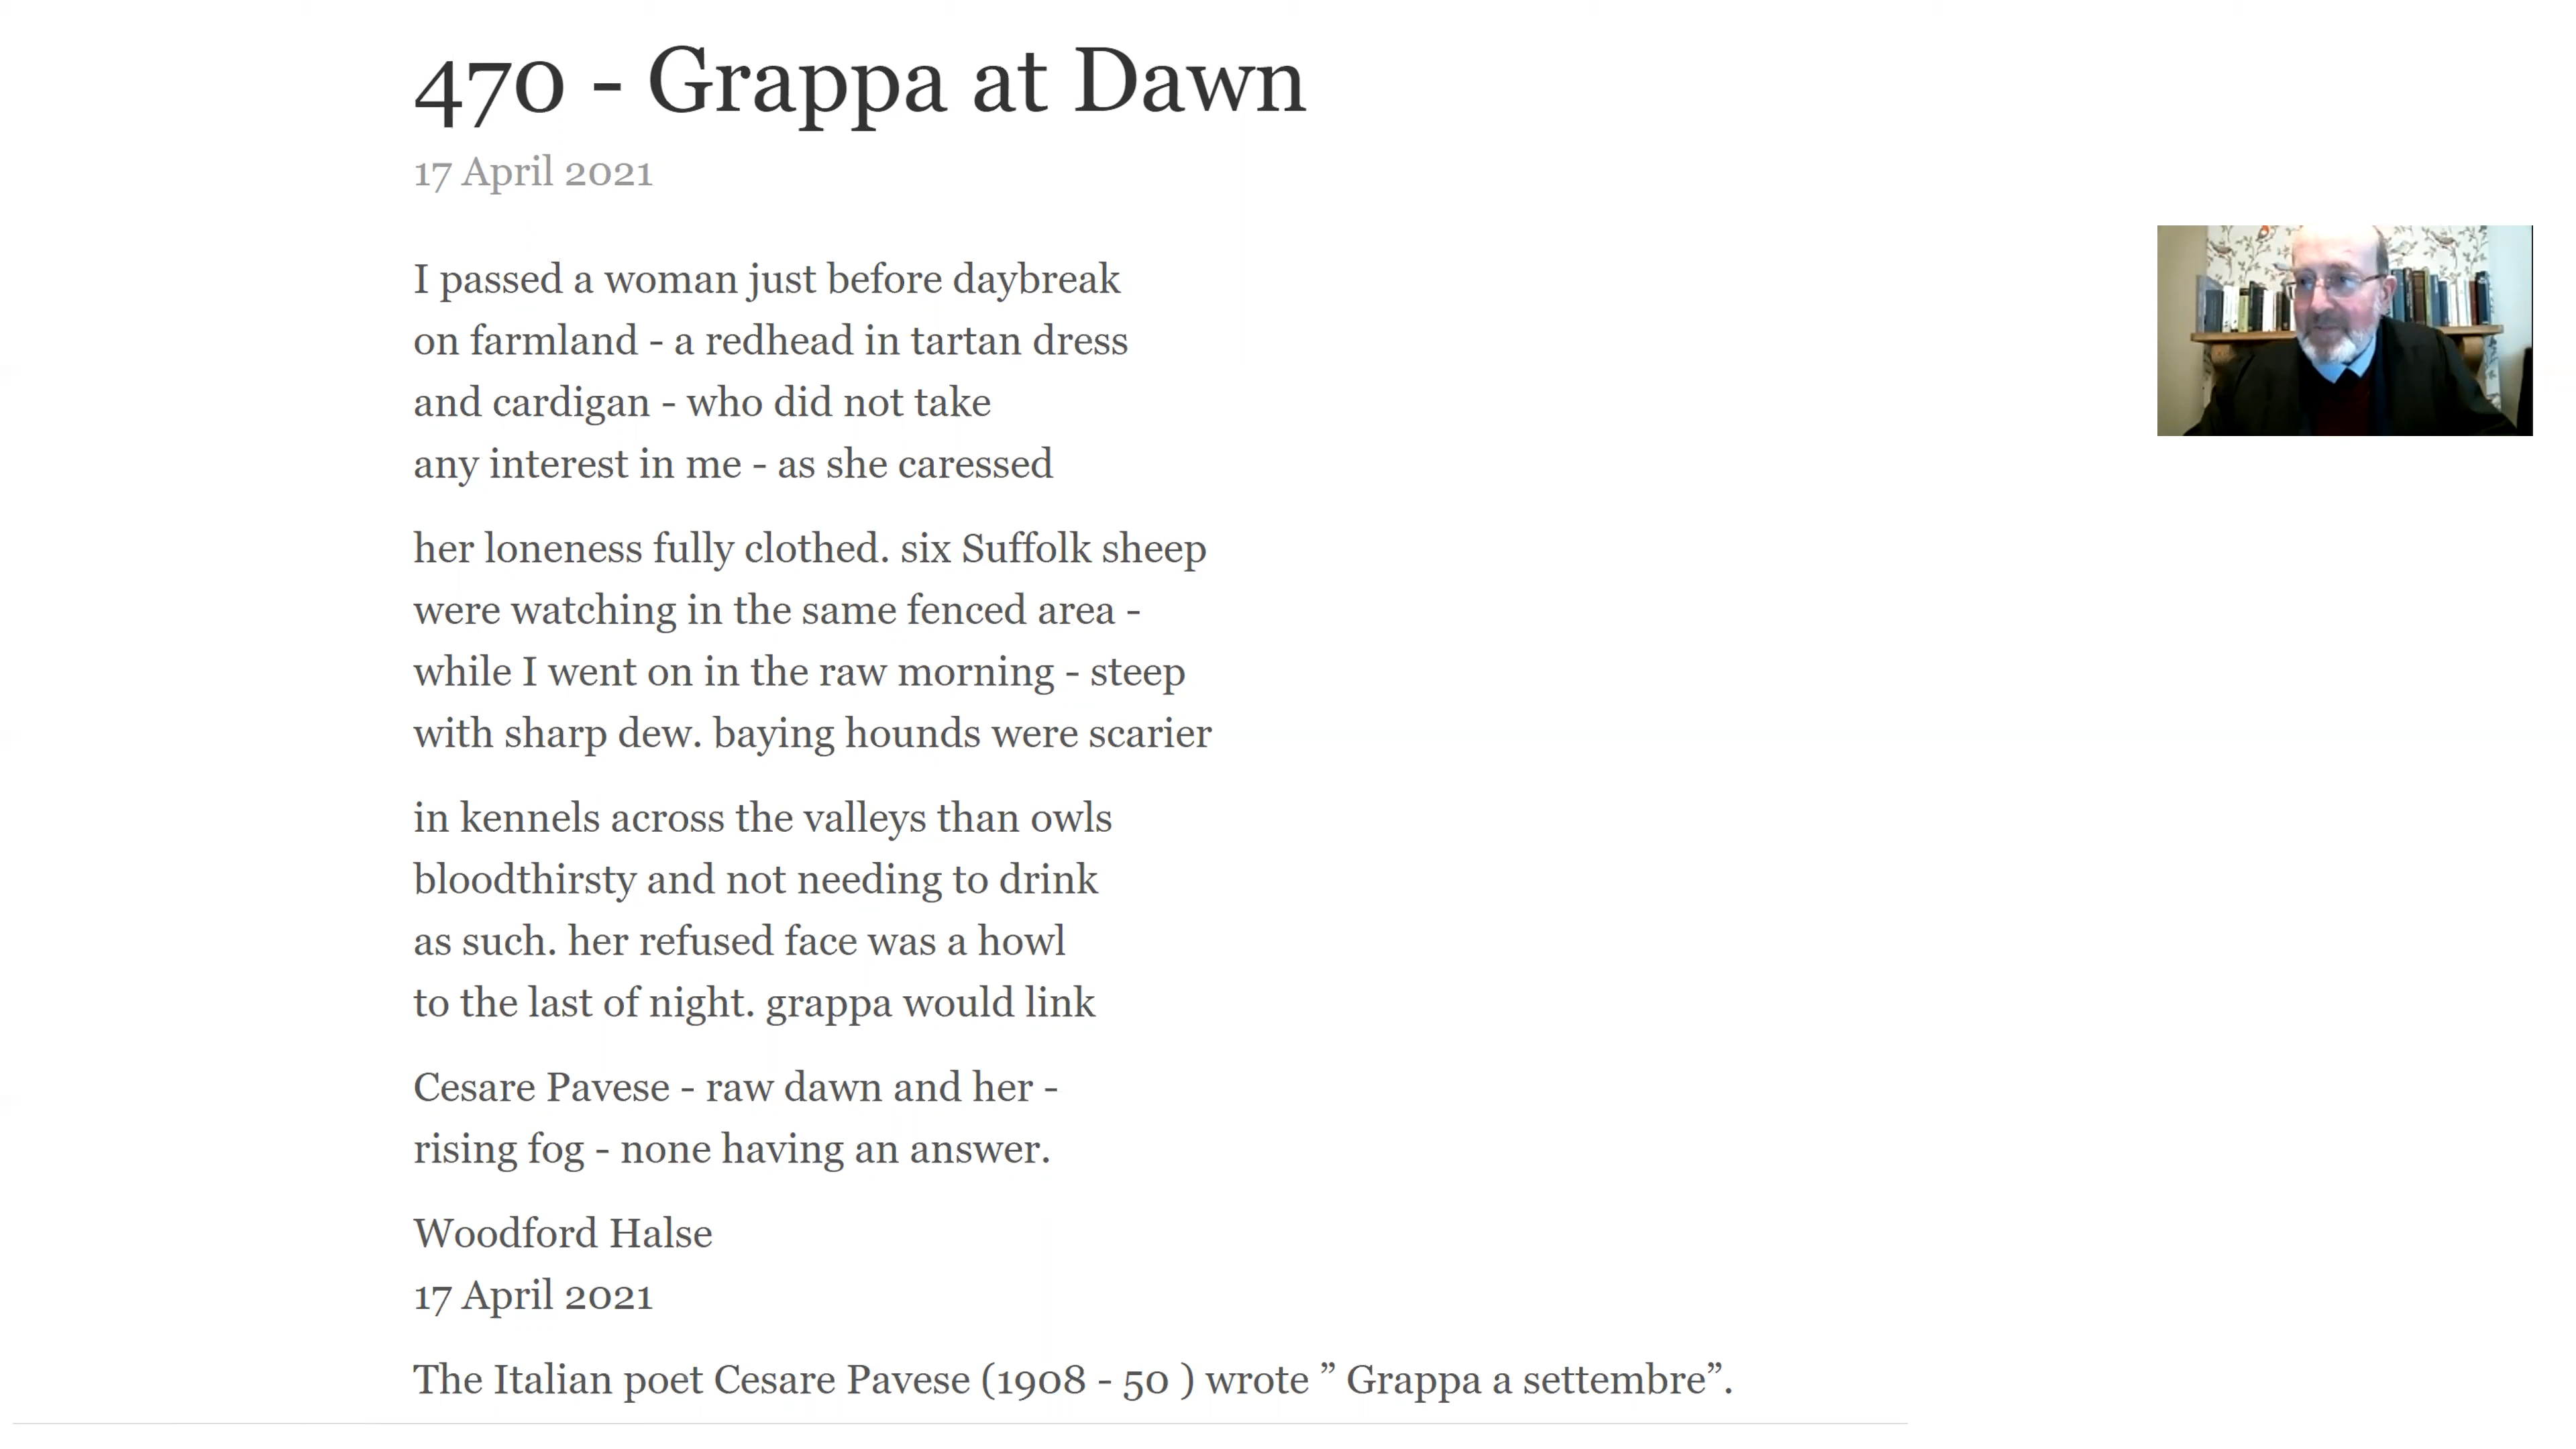 470 - Grappa at Dawn
17 April 2021
I passed a woman just before daybreak
on farmland - a redhead in tartan dress
and cardigan - who did not take
any interest in me - as she caressed
her loneness fully clothed. six Suffolk sheep
were watching in the same fenced area -
while I went on in the raw morning - steep
with sharp dew. baying hounds were scarier
in kennels across the valleys than owls
bloodthirsty and not needing to drink
as such. her refused face was a howl
to the last of night. grappa would link
Cesare Pavese - raw dawn and her -
rising fog - none having an answer.
Woodford Halse
17 April 2021
The Italian poet Cesare Pavese (1908 - 50 ) wrote ” Grappa a settembre”.